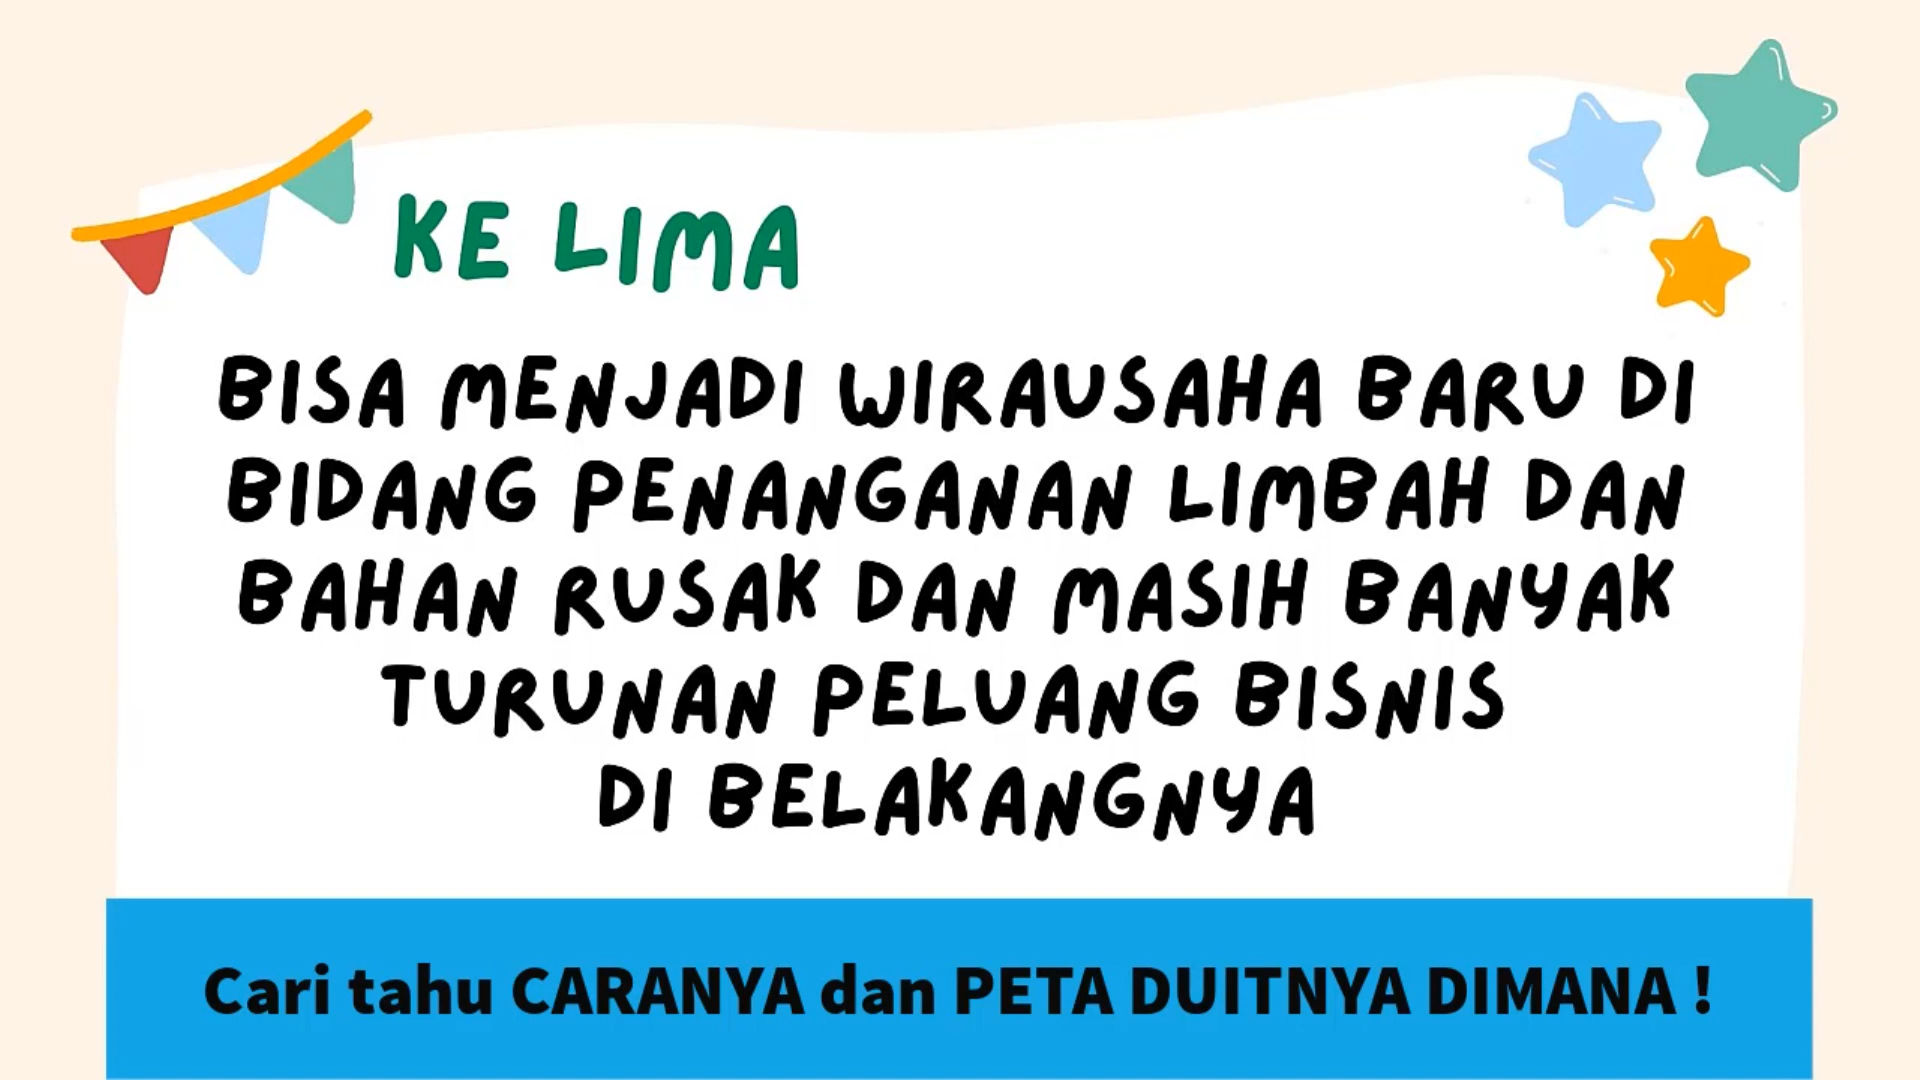 KE LIMA
BISA MENJADI WIRAUSAHA BARU DI
BIDANG PENANGANAN LIMBAH DAN
BAHAN RUSAK DAN MASIH BANYAK
TURUNAN PELUANG BISNIS
DI BELAKANGNYA
Cari tahu CARANYA dan PETA DUITNYA DIMANA !